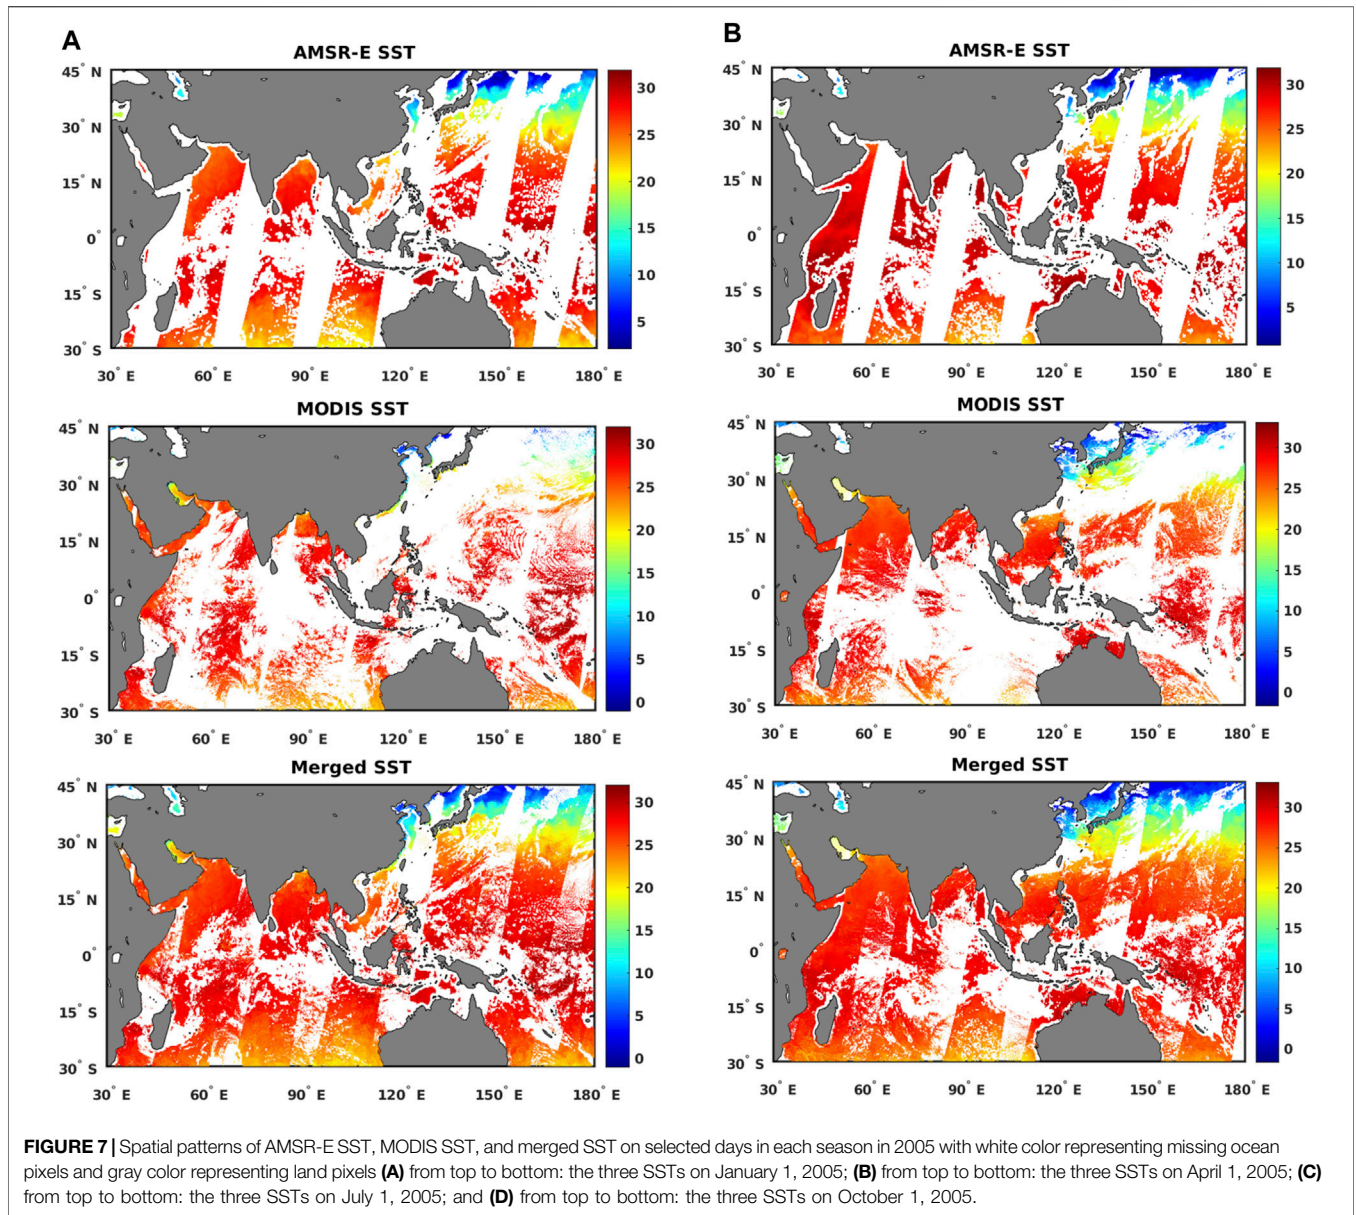 A
AMSR-E SST
45° N
30° N
15° N
0°
15° S
30° S
30° E 60° E 90° E 120° E 150° E 180° E
30
25
20
15
10
5
MODIS SST
45° N
30° N
15° N
0°
15° S
30° S
30° E 60° E 90° E 120° E 150° E 180° E
30
25
20
15
10
5
0
Merged SST
45° N
30° N
15° N
0°
15° S
30° S
30° E 60° E 90° E 120° E 150° E 180° E
30
25
20
15
10
5
0
B
AMSR-E SST
45° N
30° N
15° N
0°
15° S
30° S
30° E 60° E 90° E 120° E 150° E 180° E
30
25
20
15
10
5
MODIS SST
45° N
30° N
15° N
0°
15° S
30° S
30° E 60° E 90° E 120° E 150° E 180° E
30
25
20
15
10
5
0
Merged SST
45° N
30° N
15° N
0°
15° S
30° S
30° E 60° E 90° E 120° E 150° E 180° E
30
25
20
15
10
5
0
FIGURE 7 | Spatial patterns of AMSR-E SST, MODIS SST, and merged SST on selected days in each season in 2005 with white color representing missing ocean
pixels and gray color representing land pixels (A) from top to bottom: the three SSTs on January 1, 2005; (B) from top to bottom: the three SSTs on April 1, 2005; (C)
from top to bottom: the three SSTs on July 1, 2005; and (D) from top to bottom: the three SSTs on October 1, 2005.